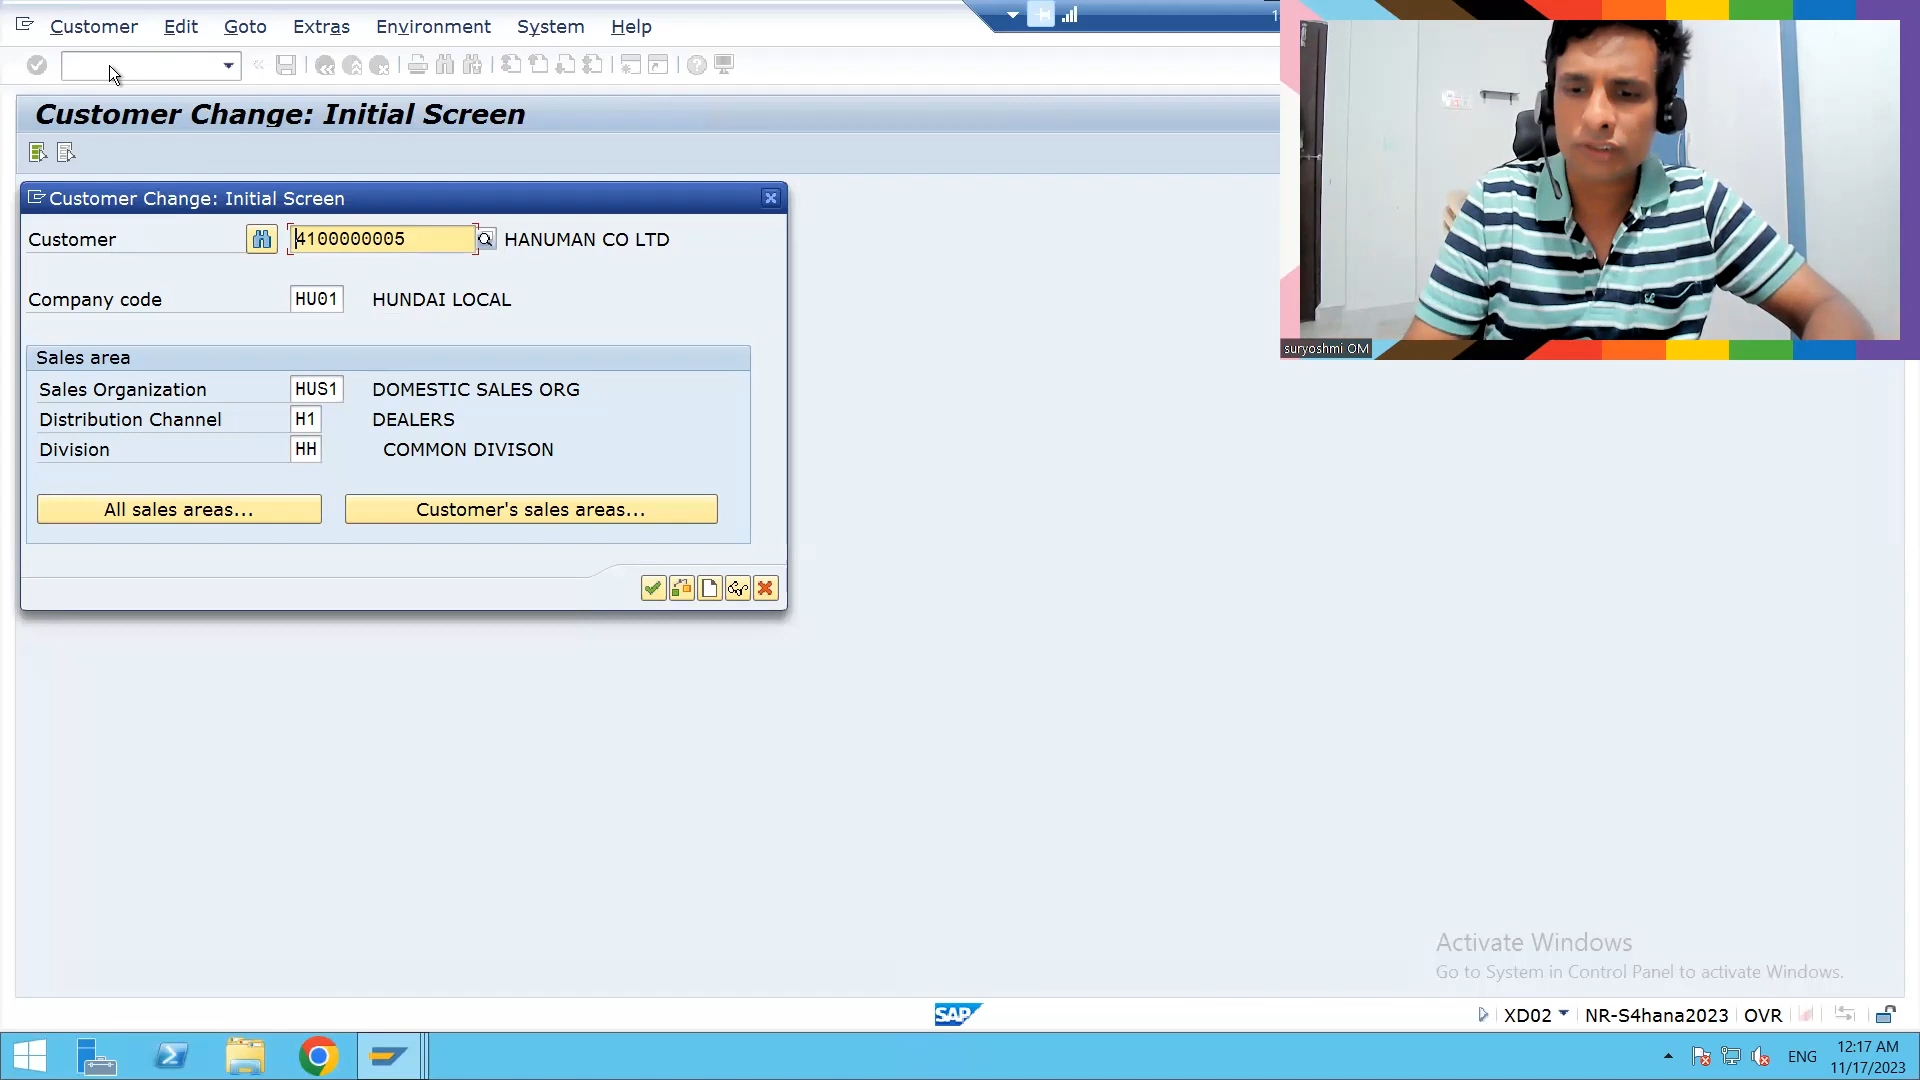 Customer Edit Goto Extras Environment System Help
Customer Change: Initial Screen
Customer Change: Initial Screen
Customer 4100000005 HANUMAN CO LTD
Company code HU01 HUNDAI LOCAL
Sales area
Sales Organization HUS1 DOMESTIC SALES ORG
Distribution Channel H1 DEALERS
Division HH COMMON DIVISON
All sales areas... Customer's sales areas...
suryoshmi OM
Activate Windows
Go to System in Control Panel to activate Windows.
SAP XD02 NR-S4hana2023 OVR
ENG 12:17 AM
11/17/2023